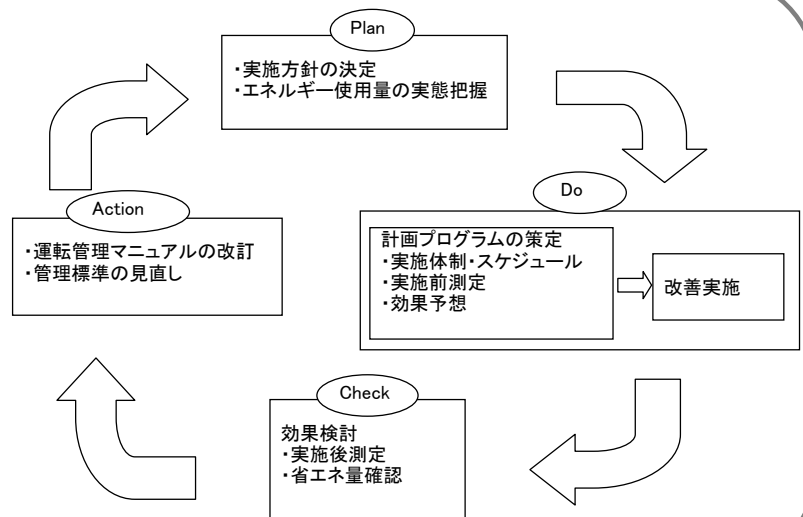 Plan
・実施方針の決定
・エネルギー使用量の実態把握
Do
計画プログラムの策定
・実施体制・スケジュール
・実施前測定
・効果予想
改善実施
Check
効果検討
・実施後測定
・省エネ量確認
Action
・運転管理マニュアルの改訂
・管理標準の見直し